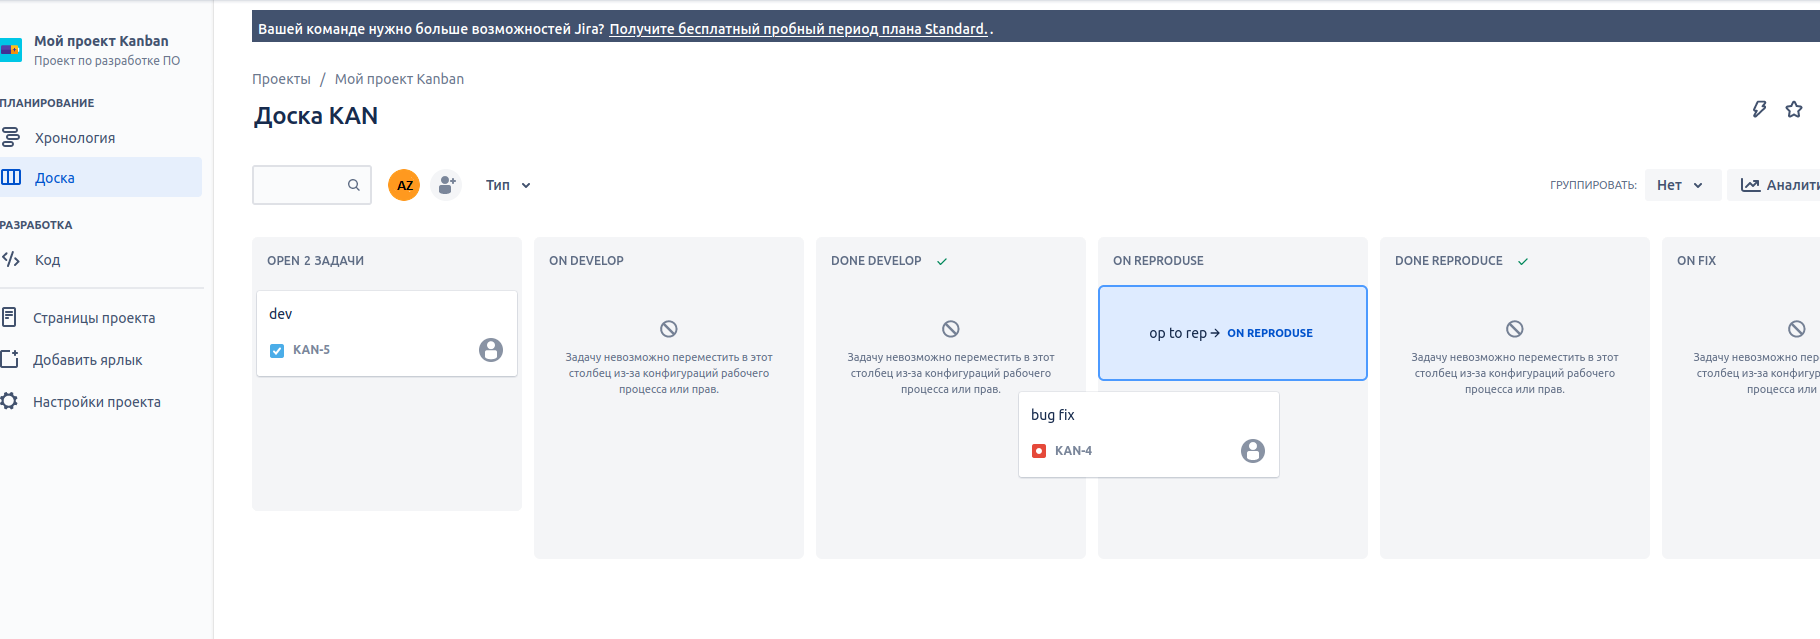 Вашей команде нужно больше возможностей Jira? Получите бесплатный пробный период плана Standard. .
Мой проект Kanban
Проект по разработке ПО
ПЛАНИРОВАНИЕ
Хронология
Доска
РАЗРАБОТКА
Код
Страницы проекта
Добавить ярлык
Настройки проекта
Проекты / Мой проект Kanban
Доска KAN
AZ
Тип
ГРУППИРОВАТЬ:
Нет
Аналити
OPEN 2 ЗАДАЧИ
dev
KAN-5
ON DEVELOP
Задачу невозможно переместить в этот
столбец из-за конфигураций рабочего
процесса или прав.
DONE DEVELOP
Задачу невозможно переместить в этот
столбец из-за конфигураций рабочего
процесса или прав.
ON REPRODUSE
op to rep → ON REPRODUSE
bug fix
KAN-4
DONE REPRODUCE
Задачу невозможно переместить в этот
столбец из-за конфигураций рабочего
процесса или прав.
ON FIX
Задачу невозможно пер
столбец из-за конфигур
процесса или